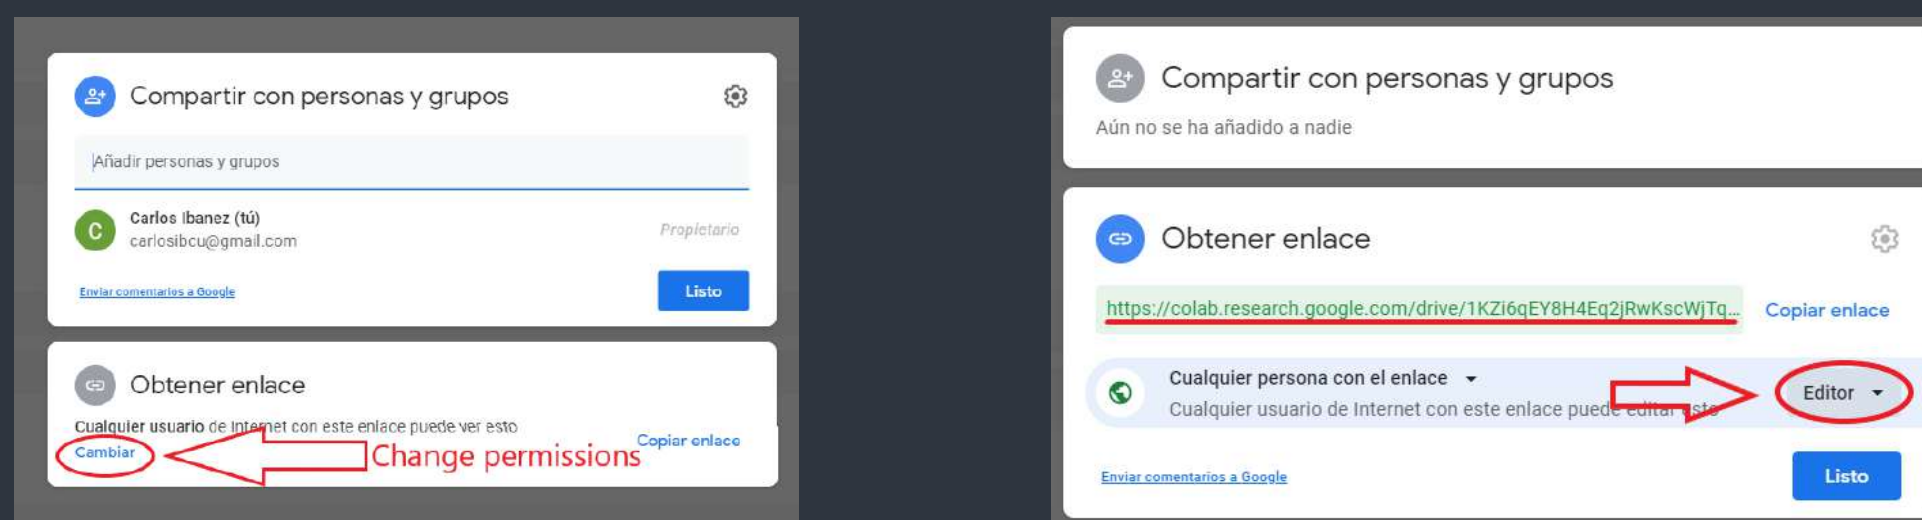 Compartir con personas y grupos
Añadir personas y grupos
Carlos Ibanez (tú)
carlosibcu@gmail.com
Propietario
Enviar comentarios a Google
Listo
Obtener enlace
Cualquier usuario de Internet con este enlace puede ver esto
Cambiar
Change permissions
Copiar enlace
Compartir con personas y grupos
Aún no se ha añadido a nadie
Obtener enlace
https://colab.research.google.com/drive/1KZi6qEY8H4Eq2jRwKscWjTq...
Copiar enlace
Cualquier persona con el enlace
Cualquier usuario de Internet con este enlace puede editar esto
Editor
Enviar comentarios a Google
Listo